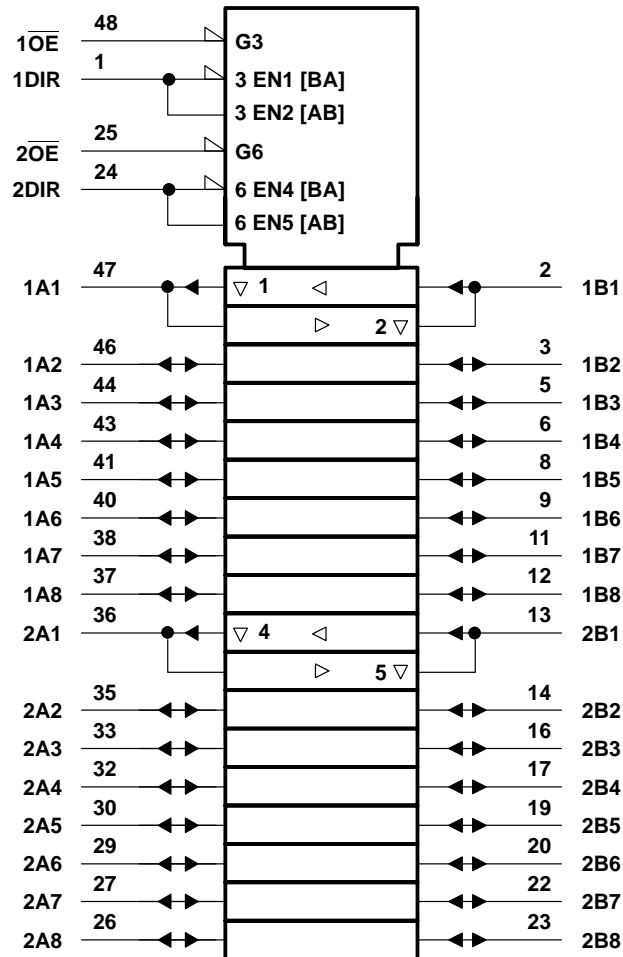 48
1O̅E̅ G3
1
1DIR 3 EN1 [BA]
3 EN2 [AB]
25
2O̅E̅ G6
24
2DIR 6 EN4 [BA]
6 EN5 [AB]
47 1 ▽ ◁ 2
1A1 1B1
▷ 2 ▽
46 3
1A2 1B2
44 5
1A3 1B3
43 6
1A4 1B4
41 8
1A5 1B5
40 9
1A6 1B6
38 11
1A7 1B7
37 12
1A8 1B8
36 13
2A1 ▽ 4 ◁ 2B1
▷ 5 ▽
35 14
2A2 2B2
33 16
2A3 2B3
32 17
2A4 2B4
30 19
2A5 2B5
29 20
2A6 2B6
27 22
2A7 2B7
26 23
2A8 2B8